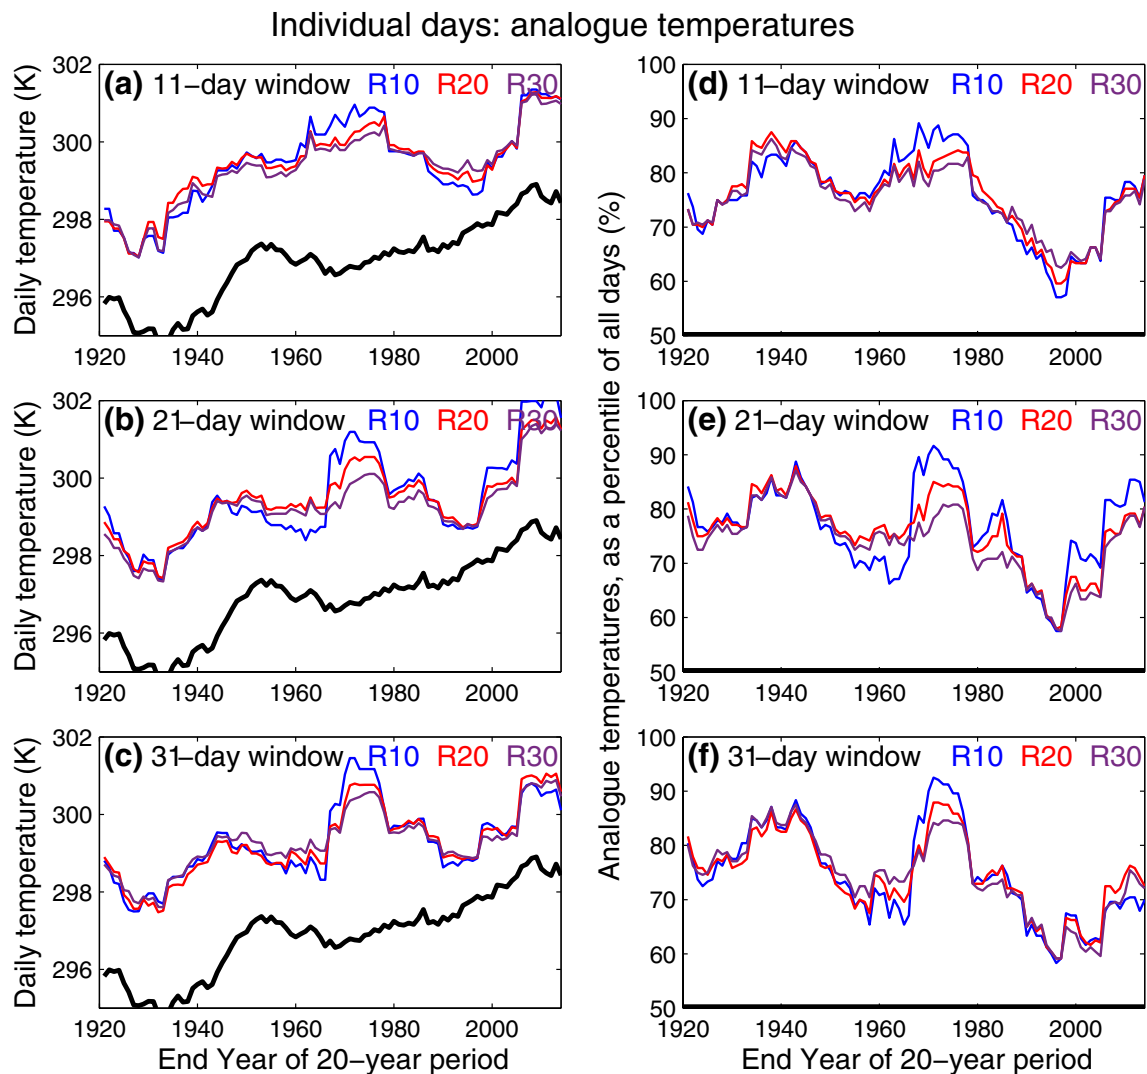 Individual days: analogue temperatures
(a) 11−day window R10 R20 R30
Daily temperature (K)
302
300
298
296
1920 1940 1960 1980 2000
(d) 11−day window R10 R20 R30
100
90
80
70
60
50
1920 1940 1960 1980 2000
(b) 21−day window R10 R20 R30
Daily temperature (K)
302
300
298
296
1920 1940 1960 1980 2000
Analogue temperatures, as a percentile of all days (%)
(e) 21−day window R10 R20 R30
100
90
80
70
60
50
1920 1940 1960 1980 2000
(c) 31−day window R10 R20 R30
Daily temperature (K)
302
300
298
296
1920 1940 1960 1980 2000
End Year of 20−year period
(f) 31−day window R10 R20 R30
100
90
80
70
60
50
1920 1940 1960 1980 2000
End Year of 20−year period